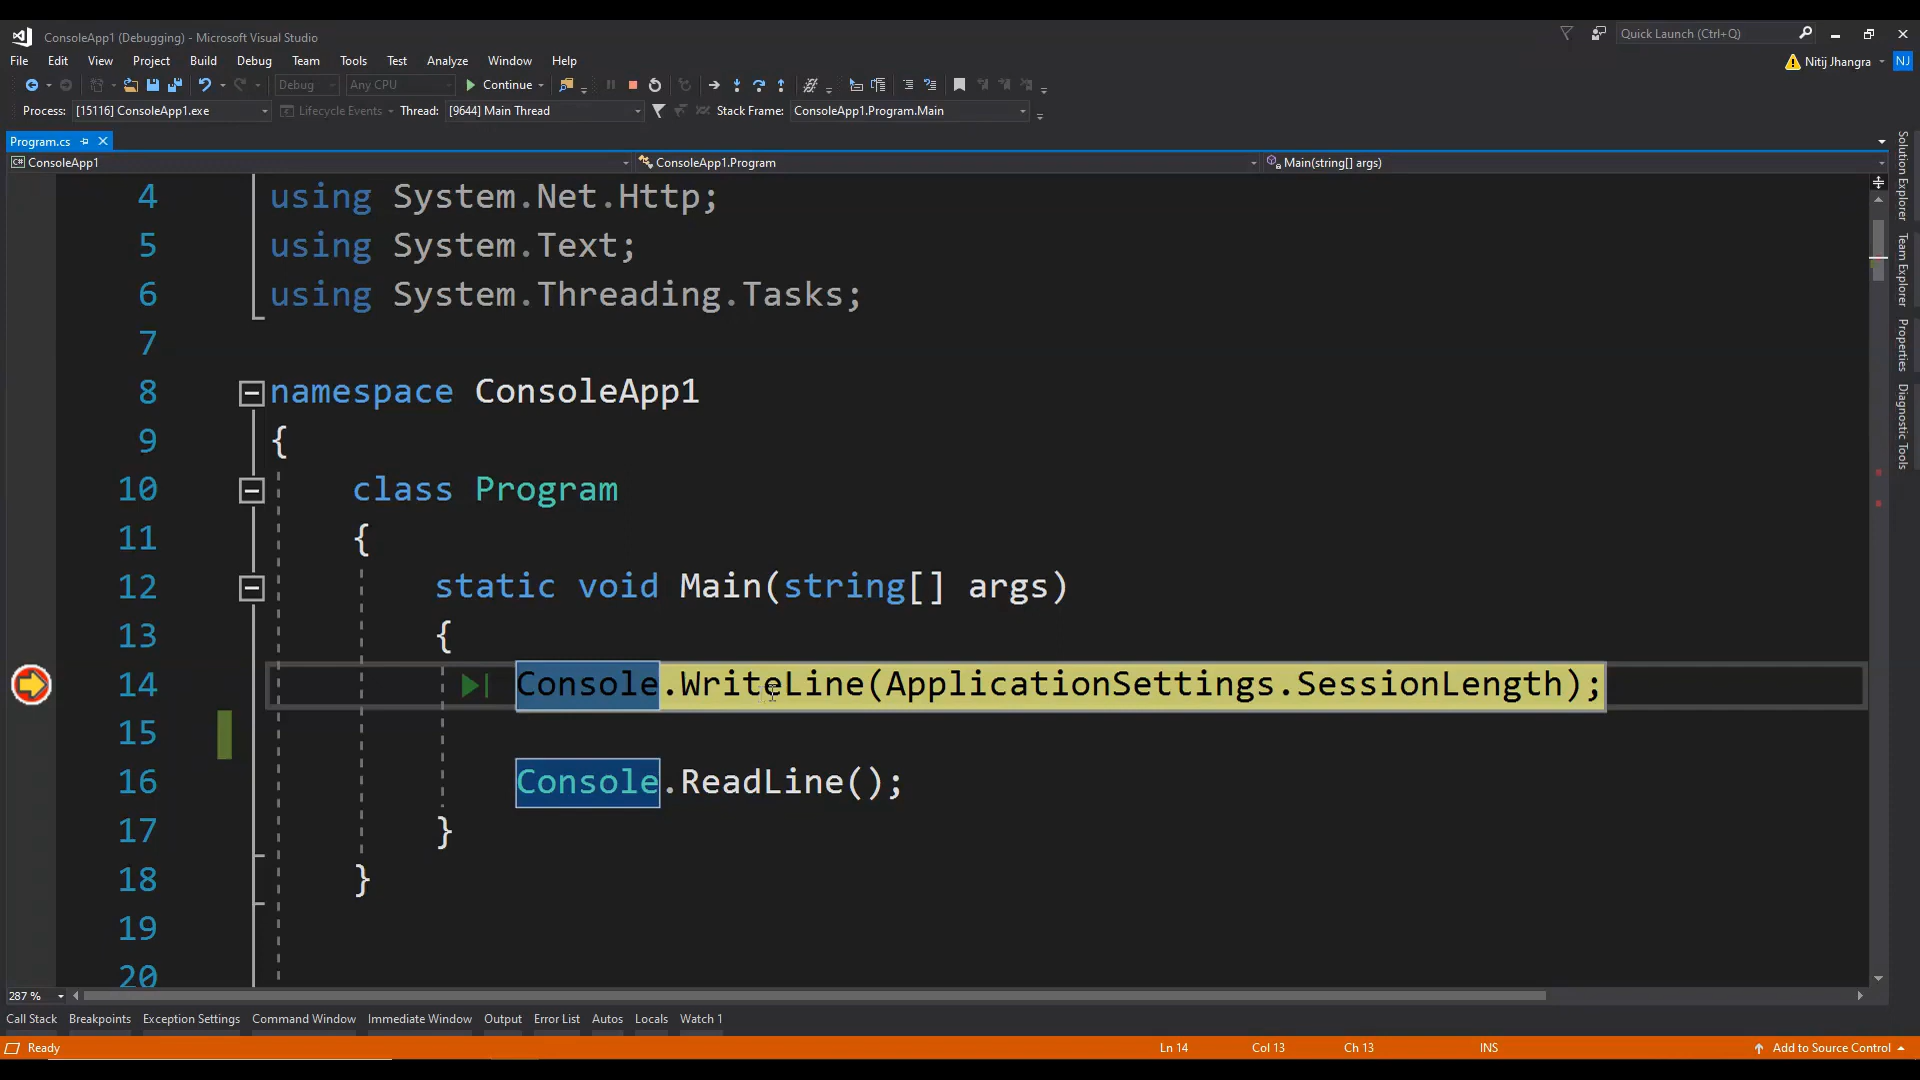 ConsoleApp1 (Debugging) - Microsoft Visual Studio
Quick Launch (Ctrl+Q)
File Edit View Project Build Debug Team Tools Test Analyze Window Help
Nitij Jhangra NJ
Debug Any CPU Continue
Process: [15116] ConsoleApp1.exe Lifecycle Events Thread: [9644] Main Thread Stack Frame: ConsoleApp1.Program.Main
Program.cs
C# ConsoleApp1 ConsoleApp1.Program Main(string[] args)
4 using System.Net.Http;
5 using System.Text;
6 using System.Threading.Tasks;
7
8 namespace ConsoleApp1
9 {
10 class Program
11 {
12 static void Main(string[] args)
13 {
14 Console.WriteLine(ApplicationSettings.SessionLength);
15
16 Console.ReadLine();
17 }
18 }
19
20
Solution Explorer
Team Explorer
Properties
Diagnostic Tools
287 %
Call Stack Breakpoints Exception Settings Command Window Immediate Window Output Error List Autos Locals Watch 1
Ready Ln 14 Col 13 Ch 13 INS Add to Source Control